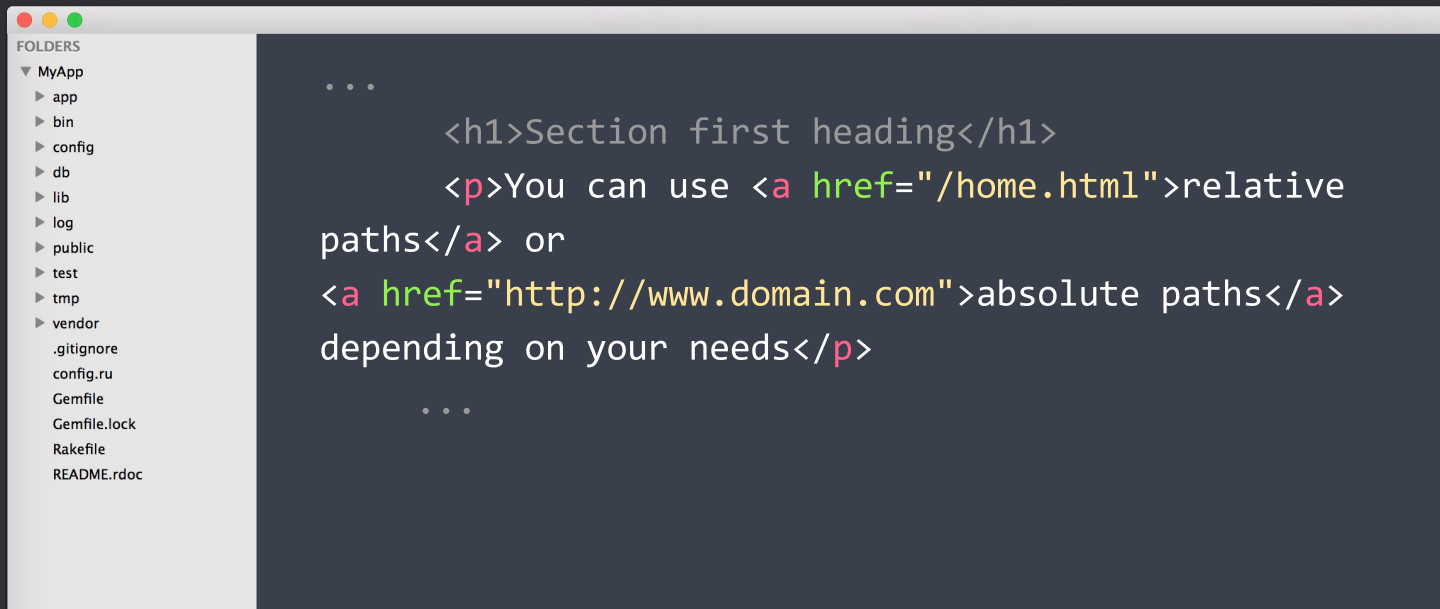 FOLDERS
MyApp
app
bin
config
db
lib
log
public
test
tmp
vendor
.gitignore
config.ru
Gemfile
Gemfile.lock
Rakefile
README.rdoc
...
<h1>Section first heading</h1>
<p>You can use <a href="/home.html">relative
paths</a> or
<a href="http://www.domain.com">absolute paths</a>
depending on your needs</p>
...